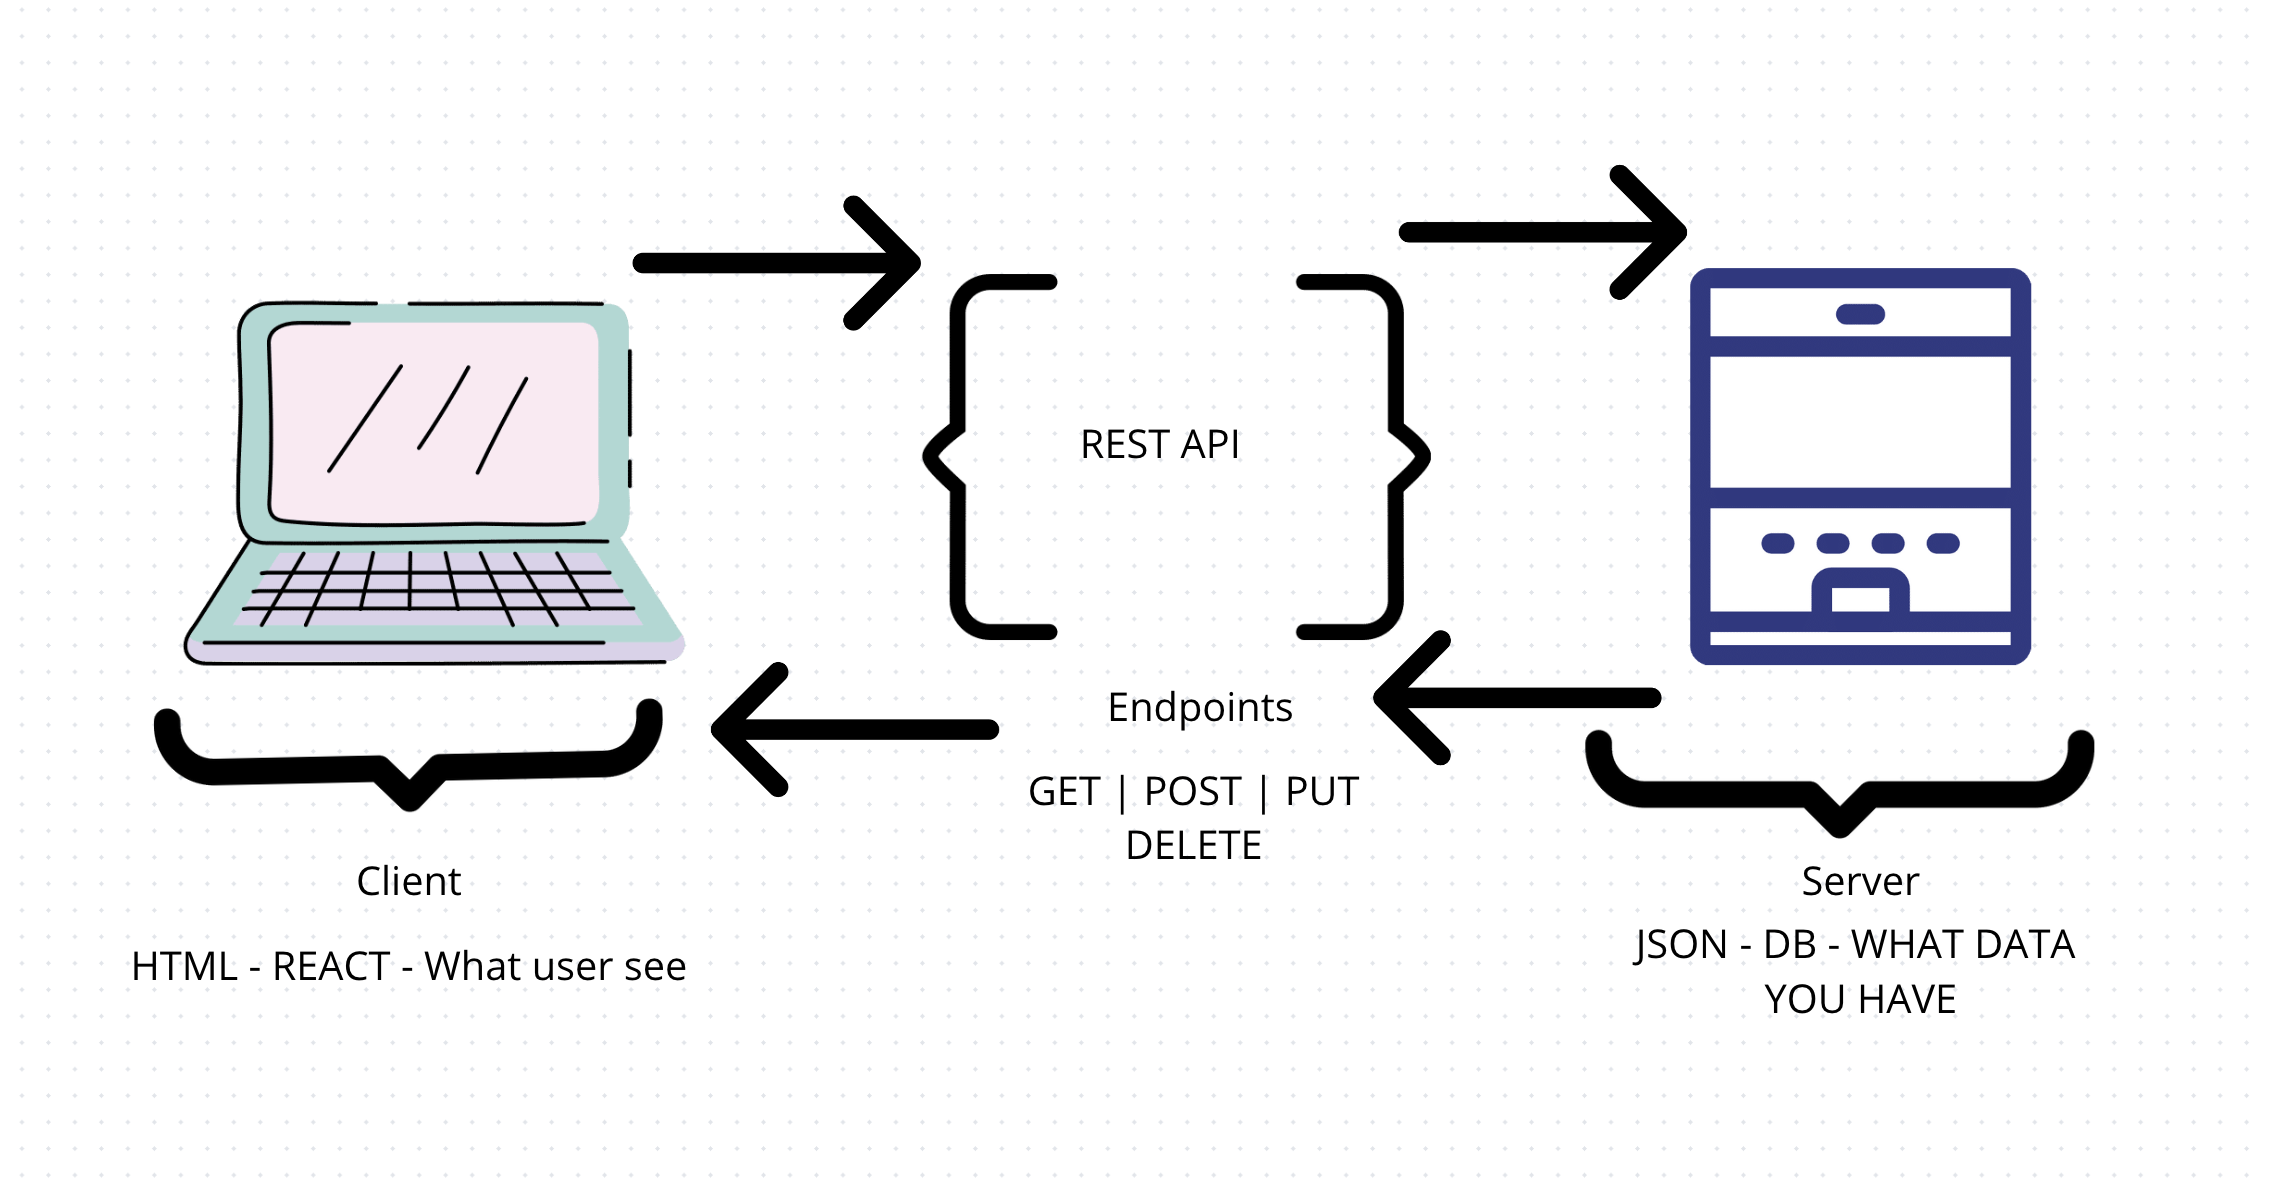 REST API
Endpoints
GET | POST | PUT
DELETE
Client
HTML - REACT - What user see
Server
JSON - DB - WHAT DATA
YOU HAVE